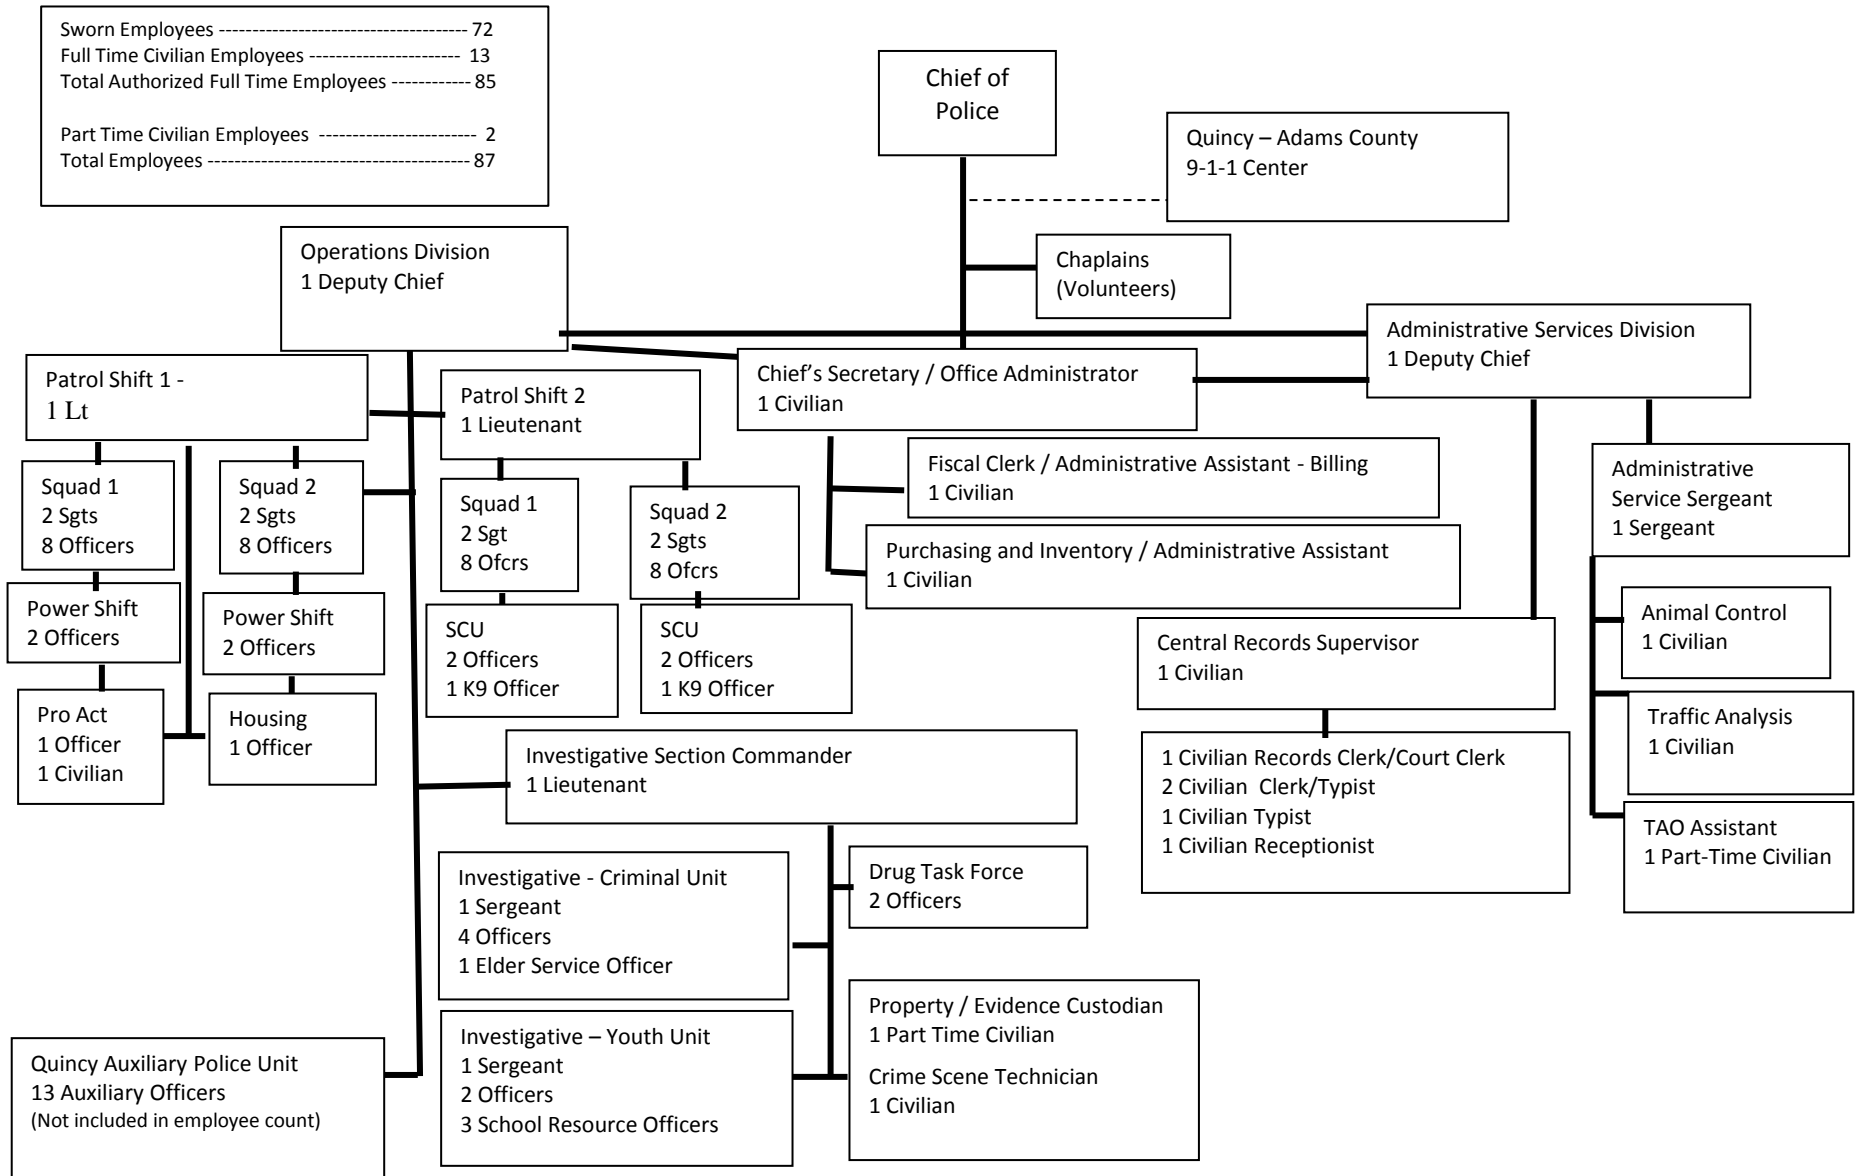 Sworn Employees ------------------------------------- 72
Full Time Civilian Employees ---------------------- 13
Total Authorized Full Time Employees ------------ 85
Part Time Civilian Employees ----------------------- 2
Total Employees --------------------------------------- 87
Chief of
Police
Quincy – Adams County
9-1-1 Center
Operations Division
1 Deputy Chief
Chaplains
(Volunteers)
Administrative Services Division
1 Deputy Chief
Patrol Shift 1 -
1 Lt
Patrol Shift 2
1 Lieutenant
Chief’s Secretary / Office Administrator
1 Civilian
Squad 1
2 Sgts
8 Officers
Squad 2
2 Sgts
8 Officers
Squad 1
2 Sgt
8 Ofcrs
Squad 2
2 Sgts
8 Ofcrs
Fiscal Clerk / Administrative Assistant - Billing
1 Civilian
Purchasing and Inventory / Administrative Assistant
1 Civilian
Administrative
Service Sergeant
1 Sergeant
Power Shift
2 Officers
Power Shift
2 Officers
SCU
2 Officers
1 K9 Officer
SCU
2 Officers
1 K9 Officer
Central Records Supervisor
1 Civilian
Animal Control
1 Civilian
Pro Act
1 Officer
1 Civilian
Housing
1 Officer
Investigative Section Commander
1 Lieutenant
1 Civilian Records Clerk/Court Clerk
2 Civilian  Clerk/Typist
1 Civilian Typist
1 Civilian Receptionist
Traffic Analysis
1 Civilian
TAO Assistant
1 Part-Time Civilian
Investigative - Criminal Unit
1 Sergeant
4 Officers
1 Elder Service Officer
Drug Task Force
2 Officers
Investigative – Youth Unit
1 Sergeant
2 Officers
3 School Resource Officers
Property / Evidence Custodian
1 Part Time Civilian
Crime Scene Technician
1 Civilian
Quincy Auxiliary Police Unit
13 Auxiliary Officers
(Not included in employee count)